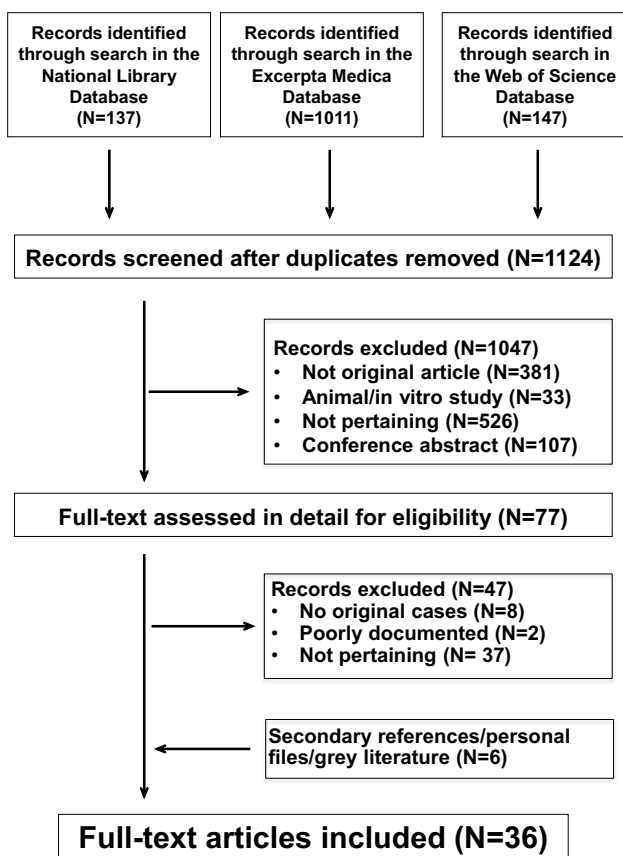 Records identified
through search in the
National Library
Database
(N=137)
Records identified
through search in the
Excerpta Medica
Database
(N=1011)
Records identified
through search in
the Web of Science
Database
(N=147)
Records screened after duplicates removed (N=1124)
Records excluded (N=1047)
• Not original article (N=381)
• Animal/in vitro study (N=33)
• Not pertaining (N=526)
• Conference abstract (N=107)
Full-text assessed in detail for eligibility (N=77)
Records excluded (N=47)
• No original cases (N=8)
• Poorly documented (N=2)
• Not pertaining (N= 37)
Secondary references/personal
files/grey literature (N=6)
Full-text articles included (N=36)